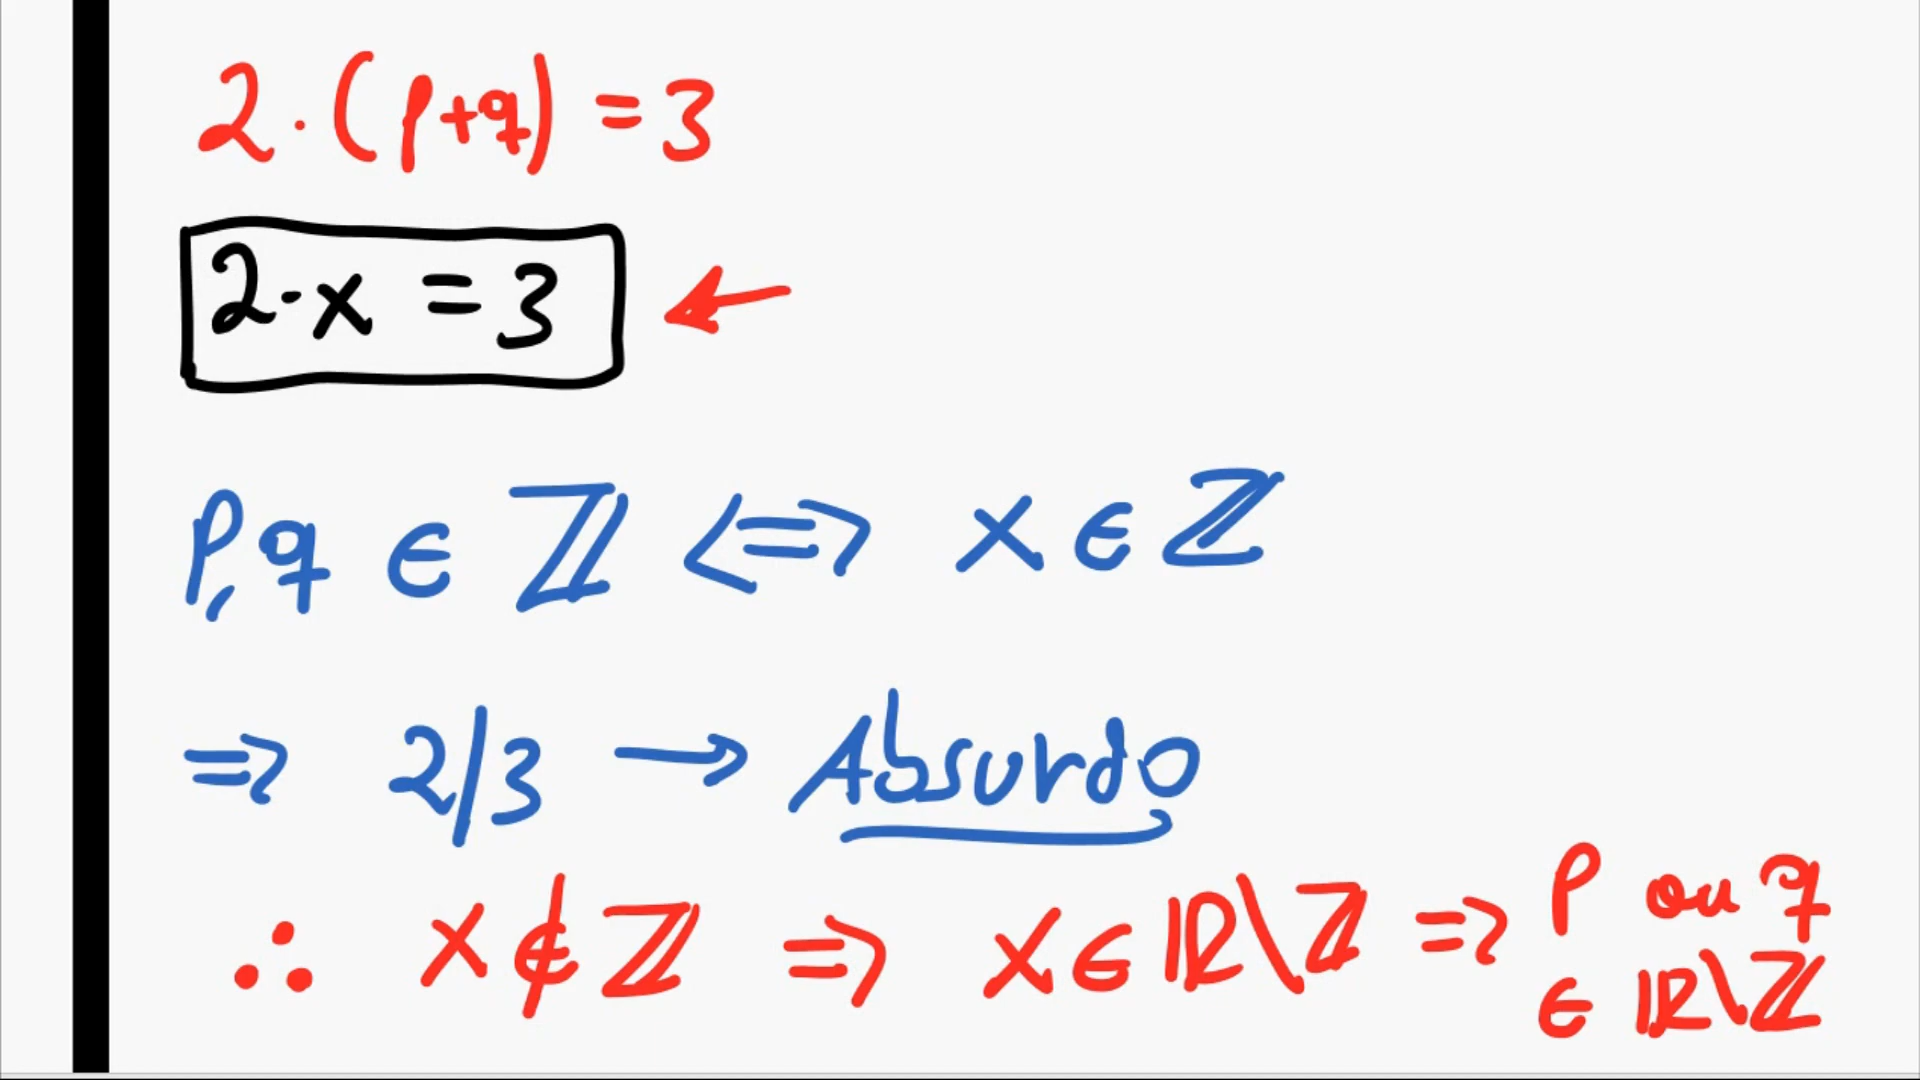 2·(p+q) = 3
2·x = 3
p,q ∈ ℤ <=> x ∈ ℤ
=> 2/3 → Absurdo
∴ x ∉ ℤ => x ∈ ℝ\ℤ => p ou q
∈ ℝ\ℤ